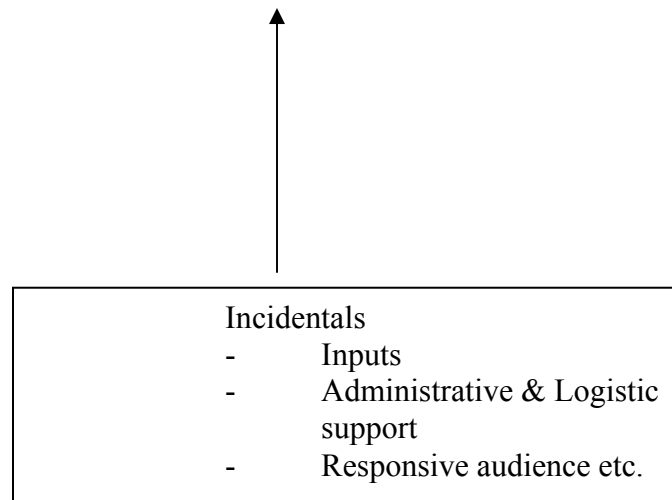 Incidentals
- Inputs
- Administrative & Logistic
support
- Responsive audience etc.